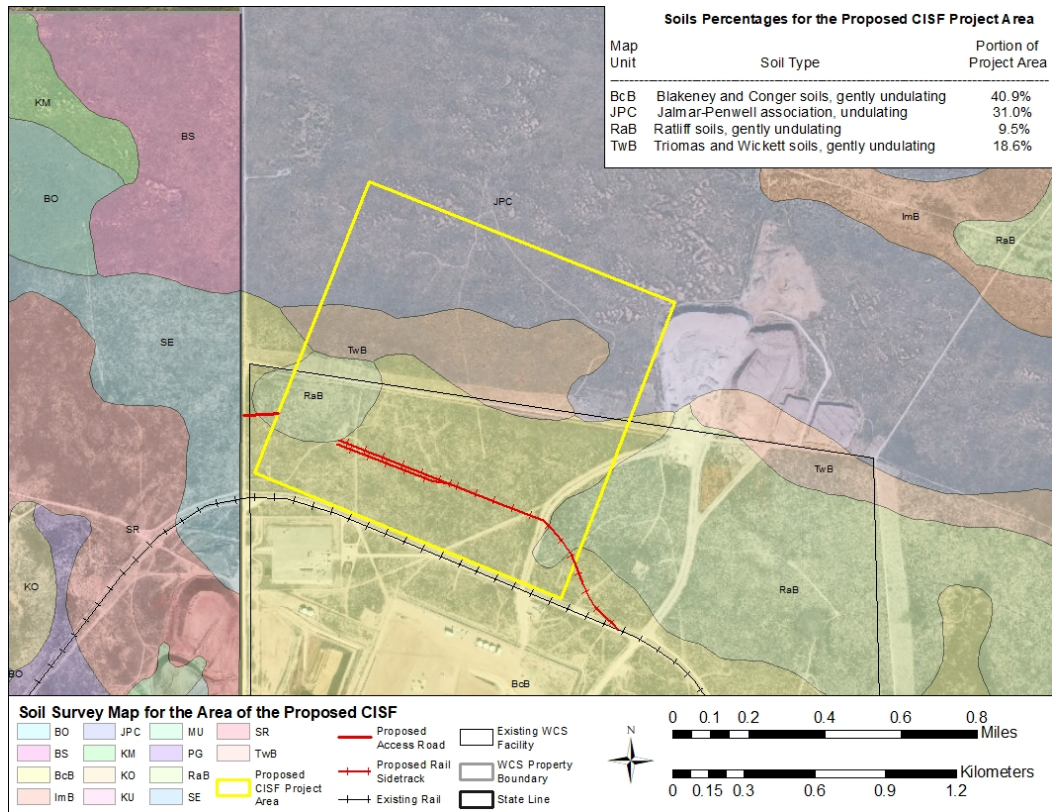 Soils Percentages for the Proposed CISF Project Area
Map Unit Soil Type Portion of Project Area
BcB Blakeney and Conger soils, gently undulating 40.9%
JPC Jalmar-Penwell association, undulating 31.0%
RaB Ratliff soils, gently undulating 9.5%
TwB Triomas and Wickett soils, gently undulating 18.6%
KM
BS
BO
JPC
ImB
RaB
SE
TwB
RaB
TwB
SR
KO
RaB
BO
BcB
Soil Survey Map for the Area of the Proposed CISF
BO JPC MU SR
BS KM PG TwB
BcB KO RaB
ImB KU SE
Proposed CISF Project Area
Proposed Access Road
Proposed Rail Sidetrack
Existing Rail
Existing WCS Facility
WCS Property Boundary
State Line
N
0 0.1 0.2 0.4 0.6 0.8
Miles
Kilometers
0 0.15 0.3 0.6 0.9 1.2